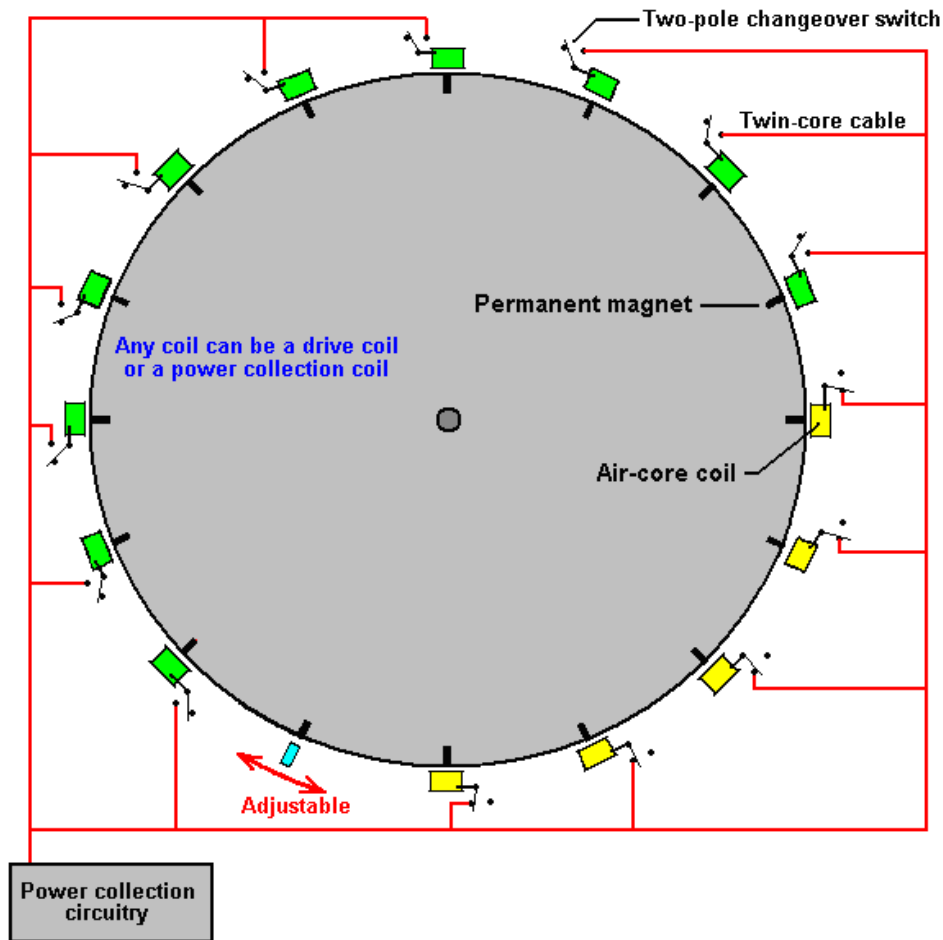 Two-pole changeover switch
Twin-core cable
Permanent magnet
Any coil can be a drive coil
or a power collection coil
Air-core coil
Adjustable
Power collection
circuitry